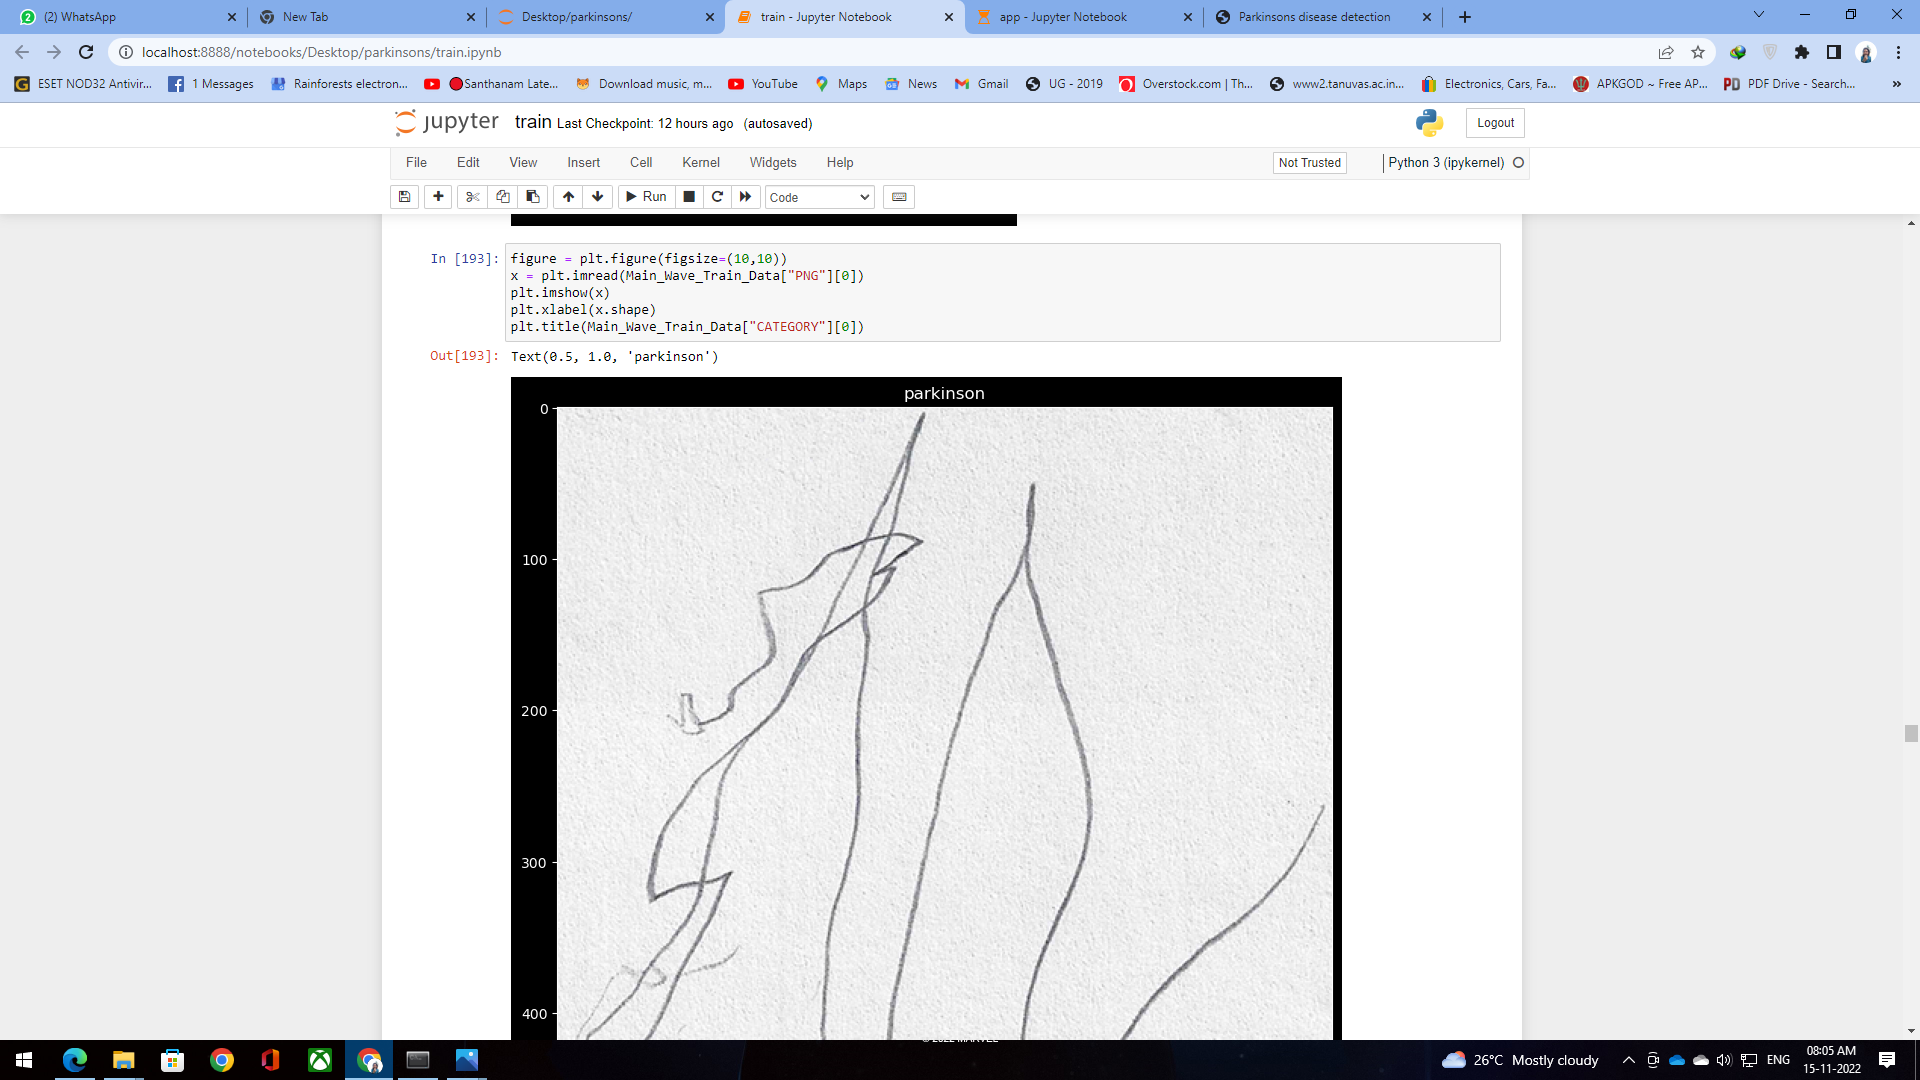 (2) WhatsApp
New Tab
Desktop/parkinsons/
train - Jupyter Notebook
app - Jupyter Notebook
Parkinsons disease detection
localhost:8888/notebooks/Desktop/parkinsons/train.ipynb
ESET NOD32 Antivir...
1 Messages
Rainforests electron...
Santhanam Late...
Download music, m...
YouTube
Maps
News
Gmail
UG - 2019
Overstock.com | Th...
www2.tanuvas.ac.in...
Electronics, Cars, Fa...
APKGOD ~ Free AP...
PDF Drive - Search...
»
jupyter train Last Checkpoint: 12 hours ago (autosaved)
Logout
File Edit View Insert Cell Kernel Widgets Help
Not Trusted
Python 3 (ipykernel)
Run
Code
In [193]:
figure = plt.figure(figsize=(10,10))
x = plt.imread(Main_Wave_Train_Data["PNG"][0])
plt.imshow(x)
plt.xlabel(x.shape)
plt.title(Main_Wave_Train_Data["CATEGORY"][0])
Out[193]: Text(0.5, 1.0, 'parkinson')
parkinson
0
100
200
300
400
26°C Mostly cloudy
ENG
08:05 AM
15-11-2022